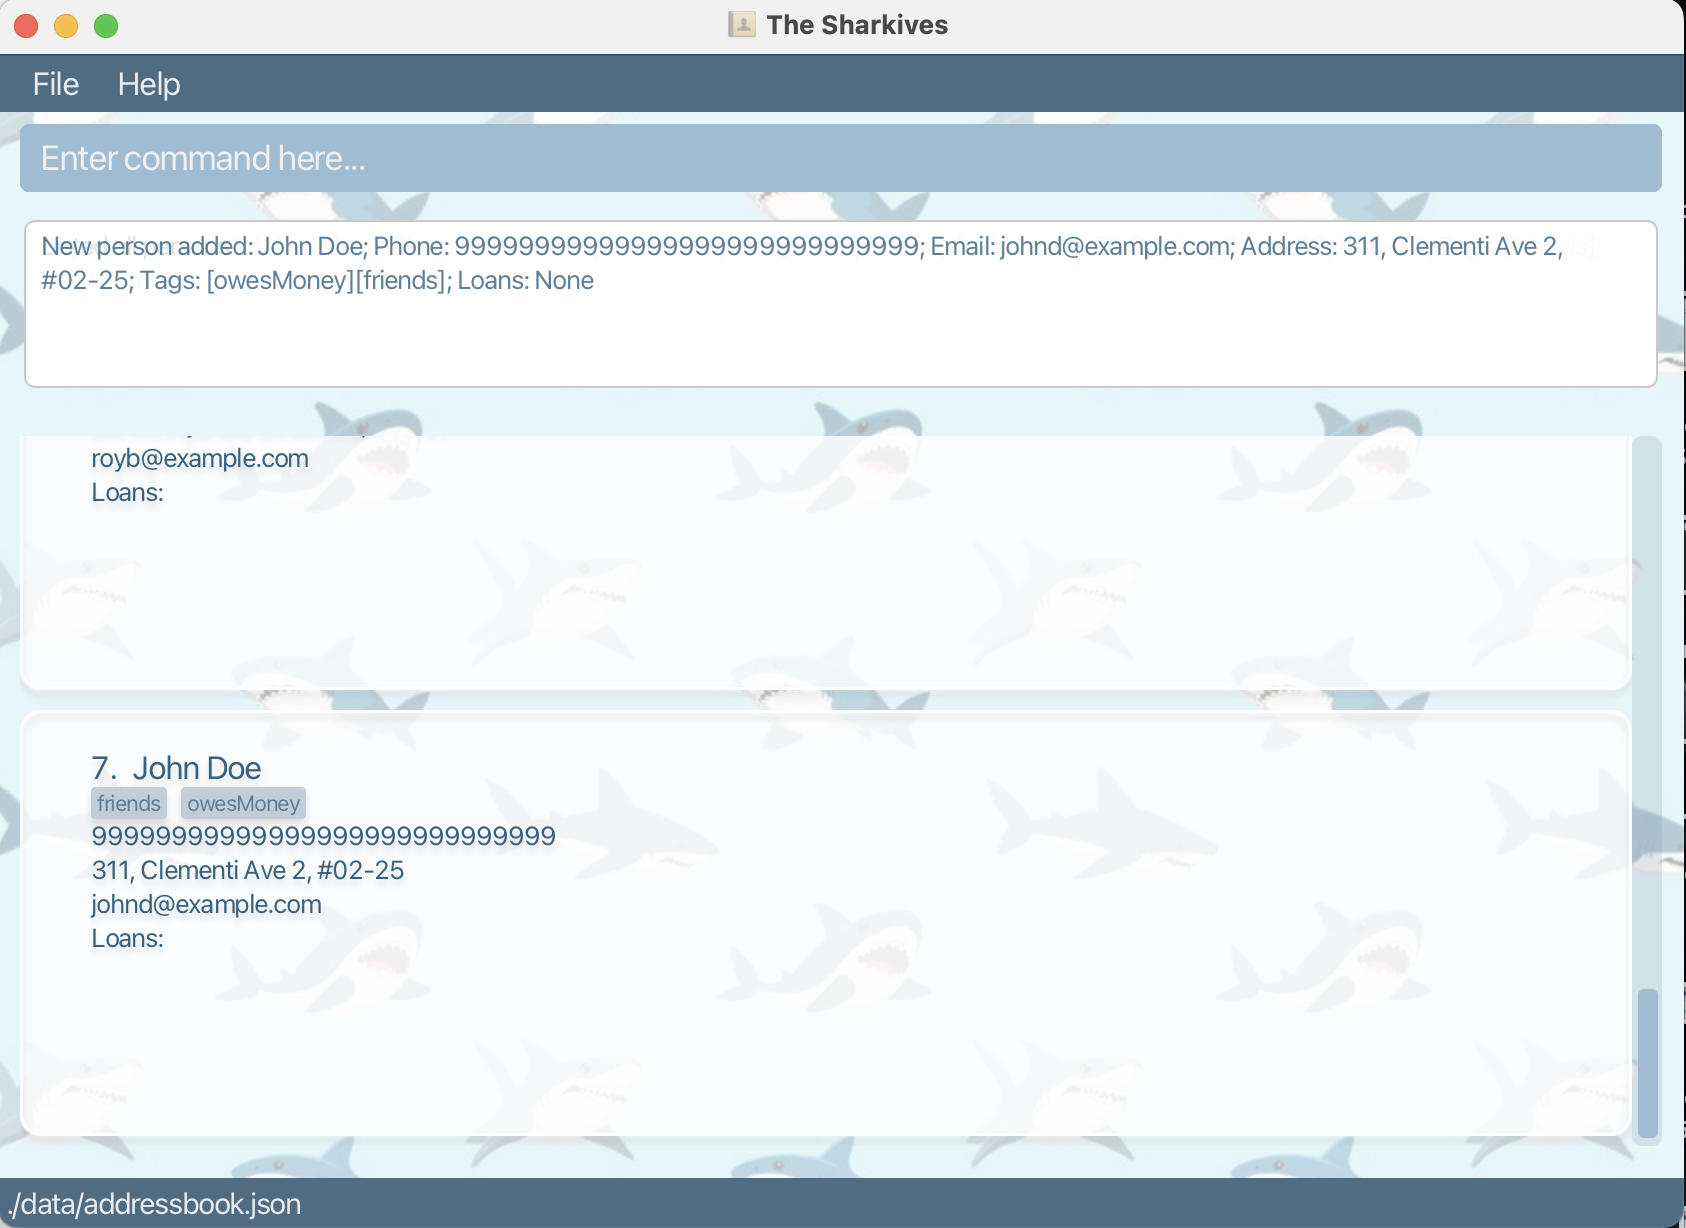 The Sharkives
File Help
Enter command here...
New person added: John Doe; Phone: 99999999999999999999999999999; Email: johnd@example.com; Address: 311, Clementi Ave 2,
#02-25; Tags: [owesMoney][friends]; Loans: None
royb@example.com
Loans:
7. John Doe
friends owesMoney
99999999999999999999999999999
311, Clementi Ave 2, #02-25
johnd@example.com
Loans:
./data/addressbook.json